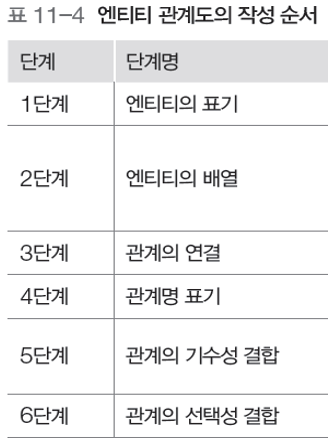 표 11-4 엔티티 관계도의 작성 순서
단계 단계명
1단계 엔티티의 표기
2단계 엔티티의 배열
3단계 관계의 연결
4단계 관계명 표기
5단계 관계의 기수성 결합
6단계 관계의 선택성 결합